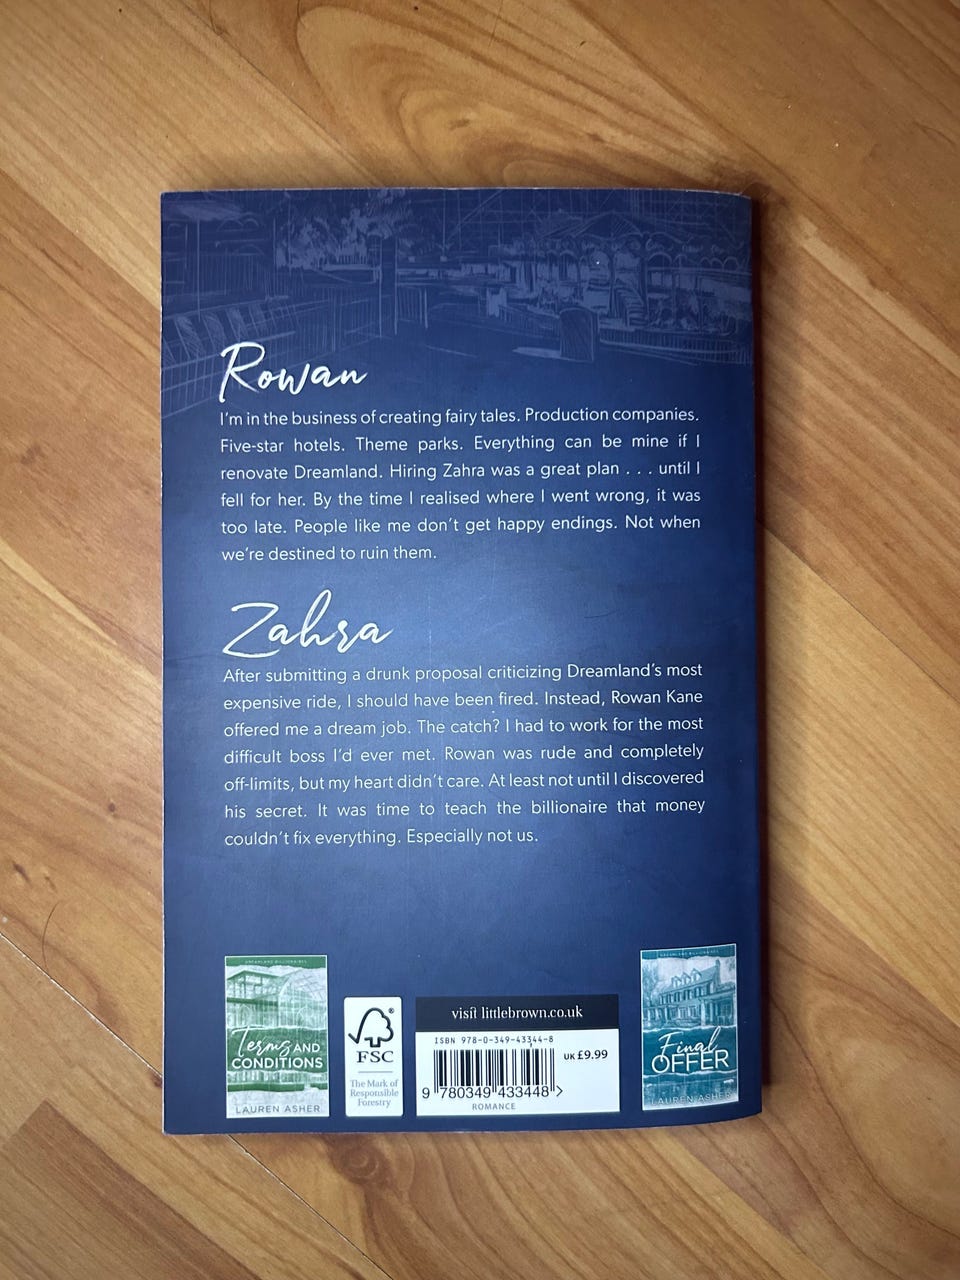 Rowan
I'm in the business of creating fairy tales. Production companies.
Five-star hotels. Theme parks. Everything can be mine if I
renovate Dreamland. Hiring Zahra was a great plan . . . until I
fell for her. By the time I realised where I went wrong, it was
too late. People like me don't get happy endings. Not when
we're destined to ruin them.
Zahra
After submitting a drunk proposal criticizing Dreamland's most
expensive ride, I should have been fired. Instead, Rowan Kane
offered me a dream job. The catch? I had to work for the most
difficult boss I'd ever met. Rowan was rude and completely
off-limits, but my heart didn't care. At least not until I discovered
his secret. It was time to teach the billionaire that money
couldn't fix everything. Especially not us.
DREAMLAND BILLIONAIRES
Terms AND
CONDITIONS
LAUREN ASHER
®
FSC
The Mark of
Responsible
Forestry
visit littlebrown.co.uk
ISBN 978-0-349-43344-8
UK £9.99
9 780349 433448 >
ROMANCE
DREAMLAND BILLIONAIRES
Final
OFFER
LAUREN ASHER